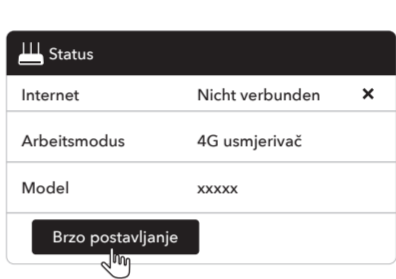 Status
Internet Nicht verbunden ×
Arbeitsmodus 4G usmjerivač
Model xxxxx
Brzo postavljanje